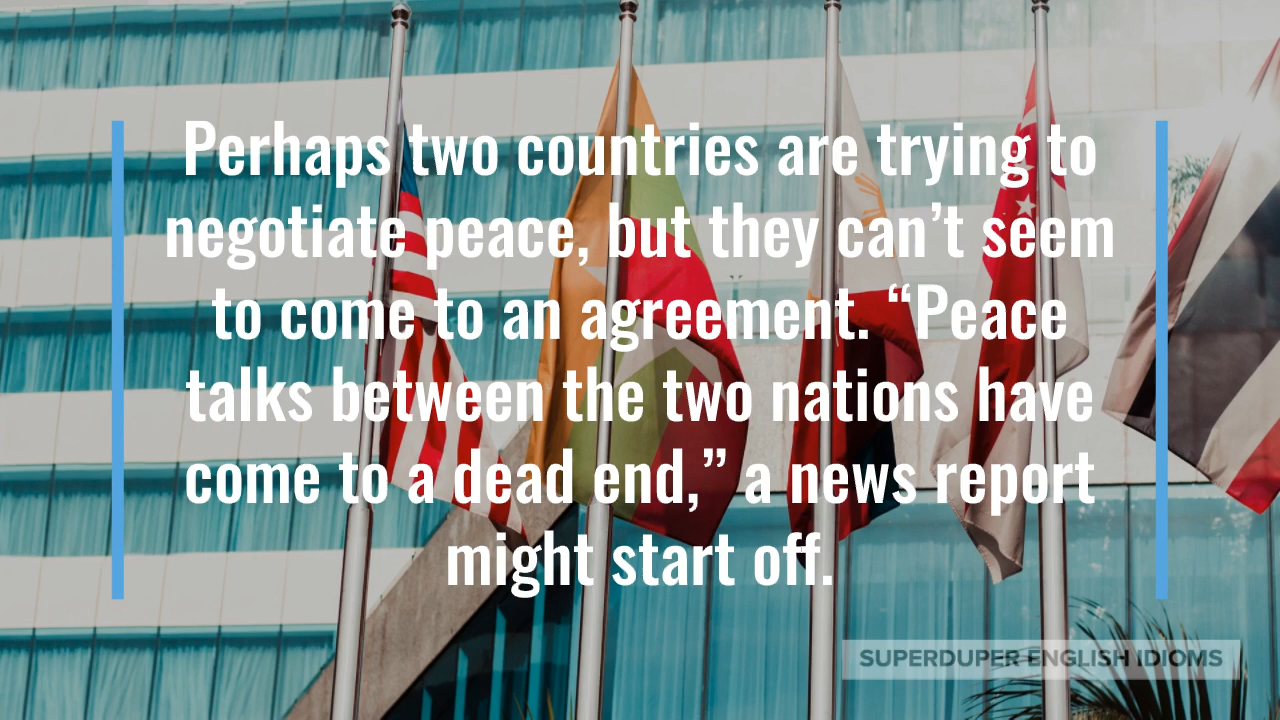 Perhaps two countries are trying to
negotiate peace, but they can’t seem
to come to an agreement. “Peace
talks between the two nations have
come to a dead end,” a news report
might start off.
SUPERDUPER ENGLISH IDIOMS